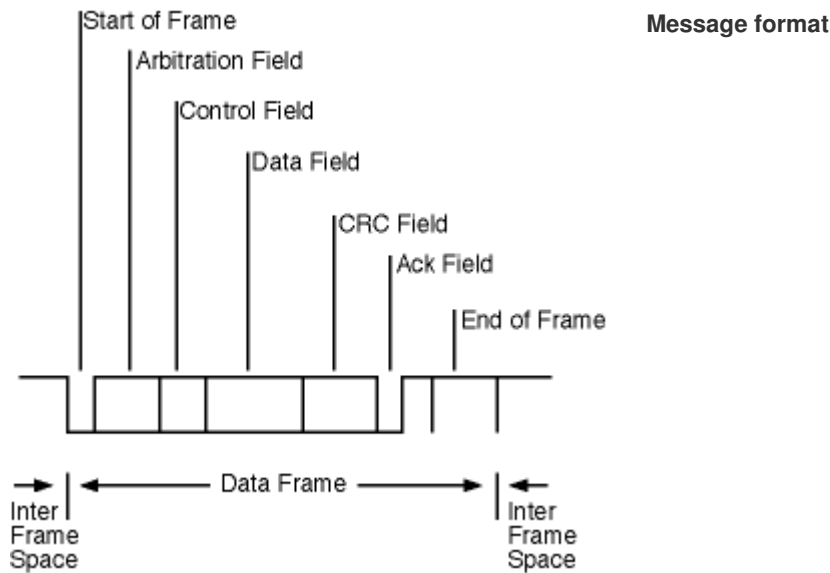 Start of Frame
Message format
Arbitration Field
Control Field
Data Field
CRC Field
Ack Field
End of Frame
Data Frame
Inter
Frame
Space
Inter
Frame
Space